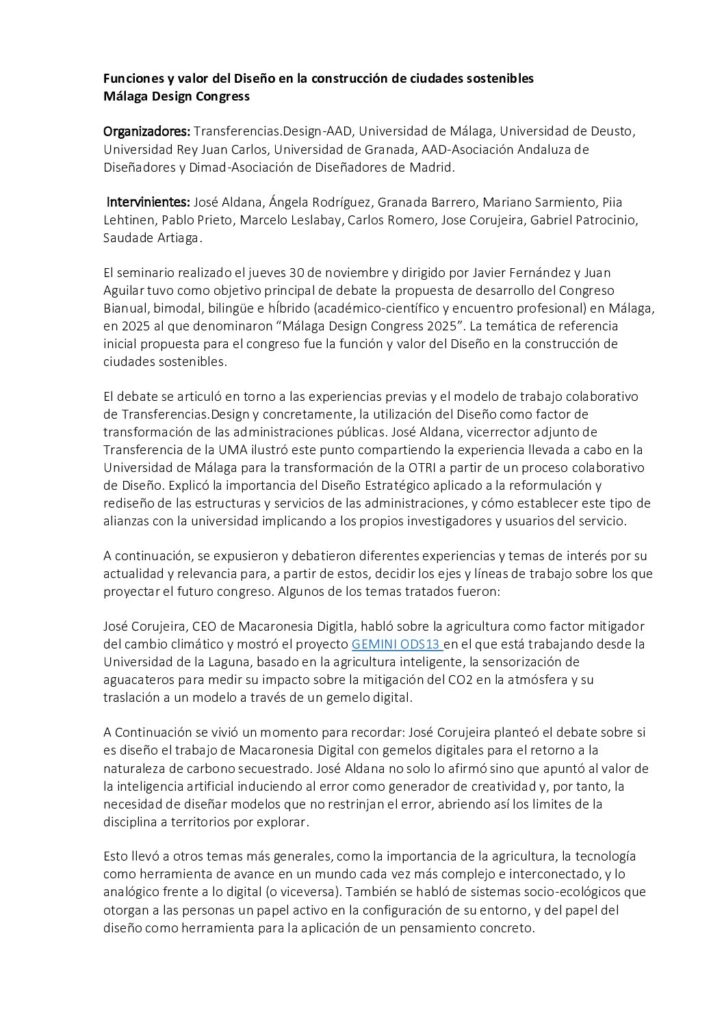 Funciones y valor del Diseño en la construcción de ciudades sostenibles
Málaga Design Congress
Organizadores: Transferencias.Design-AAD, Universidad de Málaga, Universidad de Deusto,
Universidad Rey Juan Carlos, Universidad de Granada, AAD-Asociación Andaluza de
Diseñadores y Dimad-Asociación de Diseñadores de Madrid.
Intervinientes: José Aldana, Ángela Rodríguez, Granada Barrero, Mariano Sarmiento, Piia
Lehtinen, Pablo Prieto, Marcelo Leslabay, Carlos Romero, Jose Corujeira, Gabriel Patrocinio,
Saudade Artiaga.
El seminario realizado el jueves 30 de noviembre y dirigido por Javier Fernández y Juan
Aguilar tuvo como objetivo principal de debate la propuesta de desarrollo del Congreso
Bianual, bimodal, bilingüe e hÍbrido (académico-científico y encuentro profesional) en Málaga,
en 2025 al que denominaron “Málaga Design Congress 2025”. La temática de referencia
inicial propuesta para el congreso fue la función y valor del Diseño en la construcción de
ciudades sostenibles.
El debate se articuló en torno a las experiencias previas y el modelo de trabajo colaborativo
de Transferencias.Design y concretamente, la utilización del Diseño como factor de
transformación de las administraciones públicas. José Aldana, vicerrector adjunto de
Transferencia de la UMA ilustró este punto compartiendo la experiencia llevada a cabo en la
Universidad de Málaga para la transformación de la OTRI a partir de un proceso colaborativo
de Diseño. Explicó la importancia del Diseño Estratégico aplicado a la reformulación y
rediseño de las estructuras y servicios de las administraciones, y cómo establecer este tipo de
alianzas con la universidad implicando a los propios investigadores y usuarios del servicio.
A continuación, se expusieron y debatieron diferentes experiencias y temas de interés por su
actualidad y relevancia para, a partir de estos, decidir los ejes y líneas de trabajo sobre los que
proyectar el futuro congreso. Algunos de los temas tratados fueron:
José Corujeira, CEO de Macaronesia Digitla, habló sobre la agricultura como factor mitigador
del cambio climático y mostró el proyecto GEMINI ODS13 en el que está trabajando desde la
Universidad de la Laguna, basado en la agricultura inteligente, la sensorización de
aguacateros para medir su impacto sobre la mitigación del CO2 en la atmósfera y su
traslación a un modelo a través de un gemelo digital.
A Continuación se vivió un momento para recordar: José Corujeira planteó el debate sobre si
es diseño el trabajo de Macaronesia Digital con gemelos digitales para el retorno a la
naturaleza de carbono secuestrado. José Aldana no solo lo afirmó sino que apuntó al valor de
la inteligencia artificial induciendo al error como generador de creatividad y, por tanto, la
necesidad de diseñar modelos que no restrinjan el error, abriendo así los limites de la
disciplina a territorios por explorar.
Esto llevó a otros temas más generales, como la importancia de la agricultura, la tecnología
como herramienta de avance en un mundo cada vez más complejo e interconectado, y lo
analógico frente a lo digital (o viceversa). También se habló de sistemas socio-ecológicos que
otorgan a las personas un papel activo en la configuración de su entorno, y del papel del
diseño como herramienta para la aplicación de un pensamiento concreto.